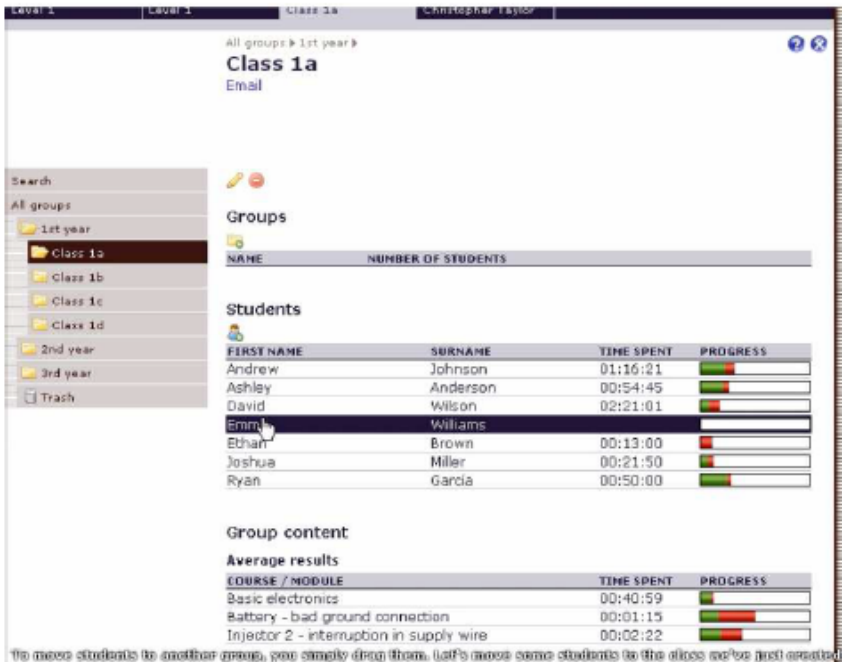 Level 1 Level 1 Class 1a Christopher Taylor
All groups 1st year
Class 1a
Email
Search
All groups
1st year
Class 1a
Class 1b
Class 1c
Class 1d
2nd year
3rd year
Trash
Groups
NAME NUMBER OF STUDENTS
Students
FIRST NAME SURNAME TIME SPENT PROGRESS
Andrew Johnson 01:16:21
Ashley Anderson 00:54:45
David Wilson 02:21:01
Emma Williams
Ethan Brown 00:13:00
Joshua Miller 00:21:50
Ryan Garcia 00:50:00
Group content
Average results
COURSE / MODULE TIME SPENT PROGRESS
Basic electronics 00:40:59
Battery - bad ground connection 00:01:15
Injector 2 - interruption in supply wire 00:02:22
To move students to another group, you simply drag them. Let's move some students to the class we've just created